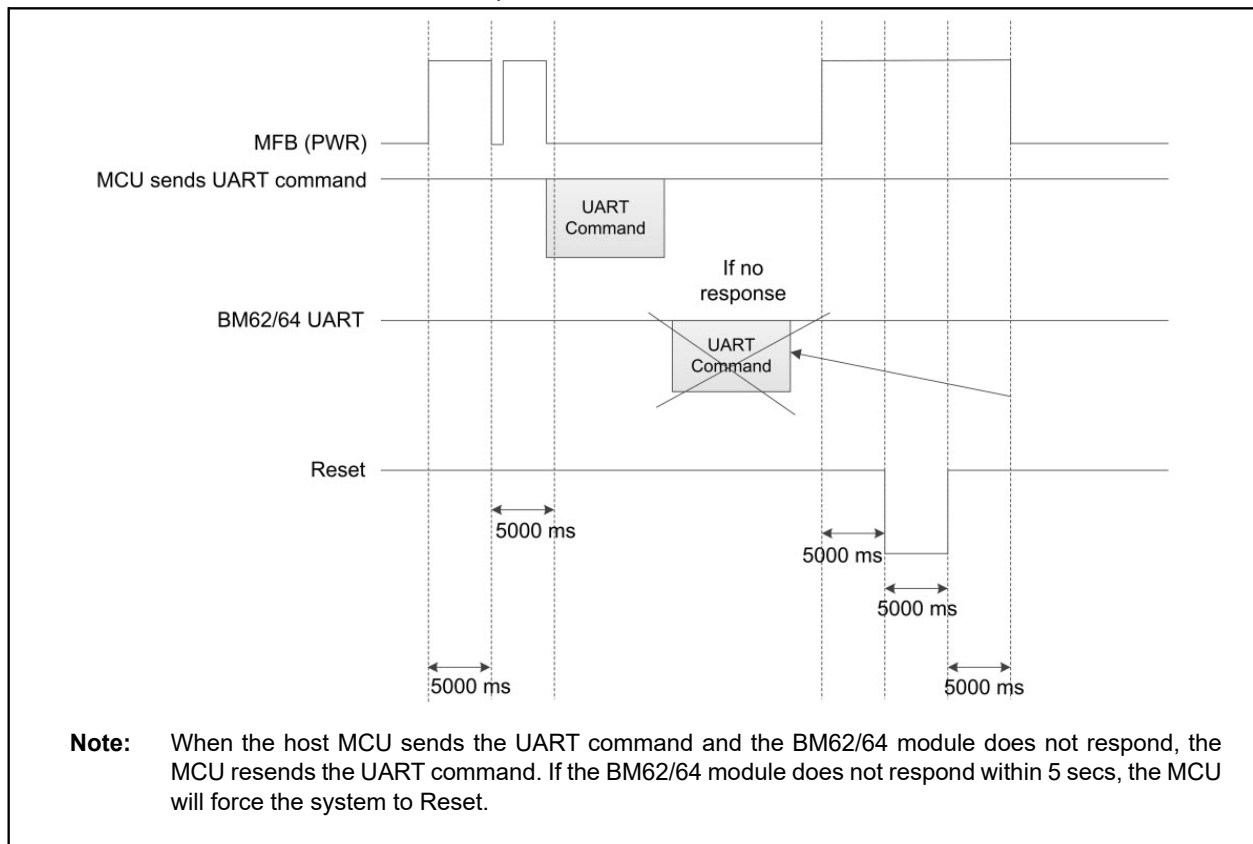 MFB (PWR)
MCU sends UART command
UART
Command
If no
response
BM62/64 UART
UART
Command
Reset
5000 ms
5000 ms
5000 ms
5000 ms
5000 ms
Note: When the host MCU sends the UART command and the BM62/64 module does not respond, the
MCU resends the UART command. If the BM62/64 module does not respond within 5 secs, the MCU
will force the system to Reset.